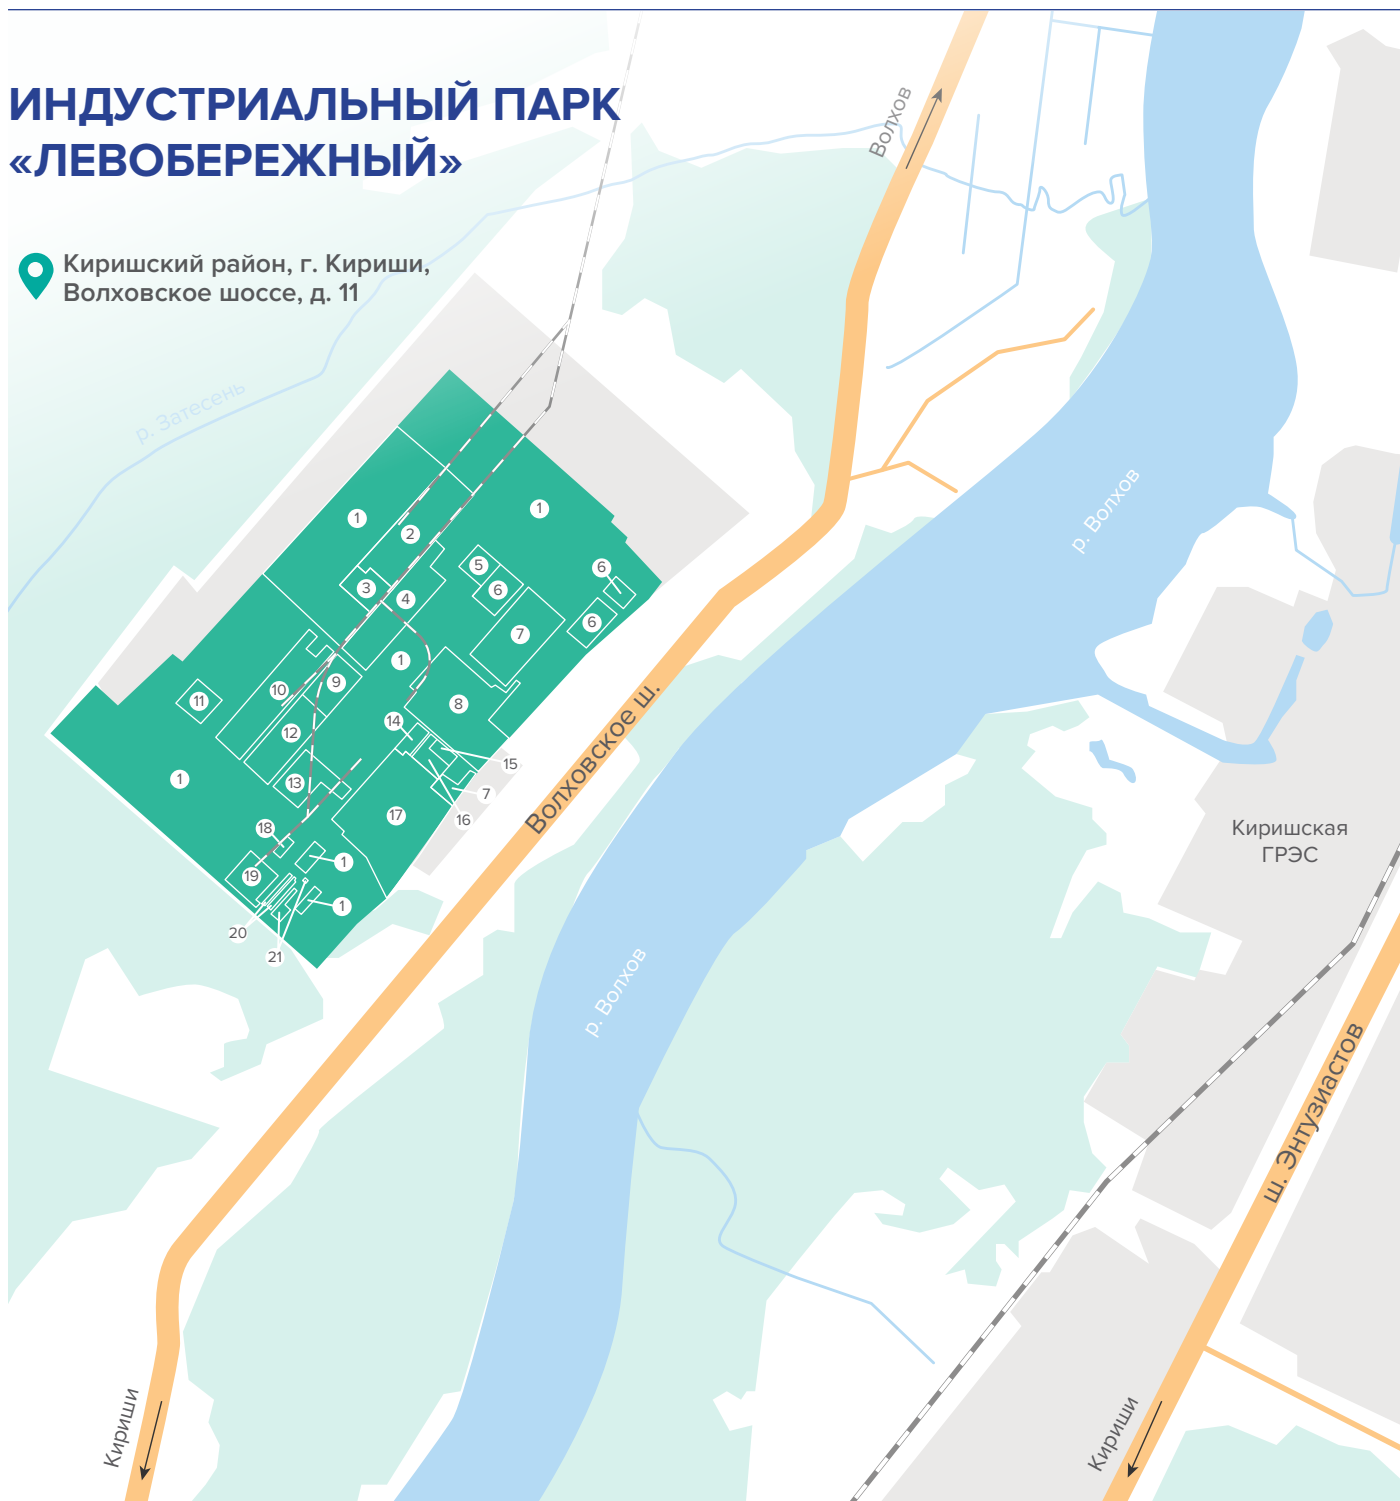 ИНДУСТРИАЛЬНЫЙ ПАРК
«ЛЕВОБЕРЕЖНЫЙ»
Киришский район, г. Кириши,
Волховское шоссе, д. 11
Волхов
р. Затесень
р. Волхов
1
1
2
5
6
6
3
4
6
7
1
9
10
11
8
14
12
15
13
1
7
17
16
18
1
19
1
20
21
Волховское ш.
Киришская
ГРЭС
р. Волхов
ш. Энтузиастов
Кириши
Кириши